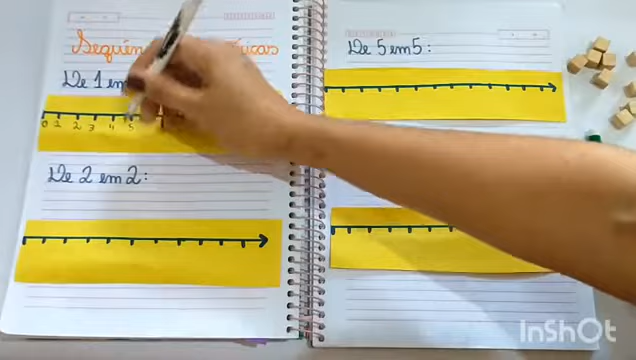 De 1 em
0 1 2 3 4 5
De 2 em 2:
De 5 em 5:
InShOt